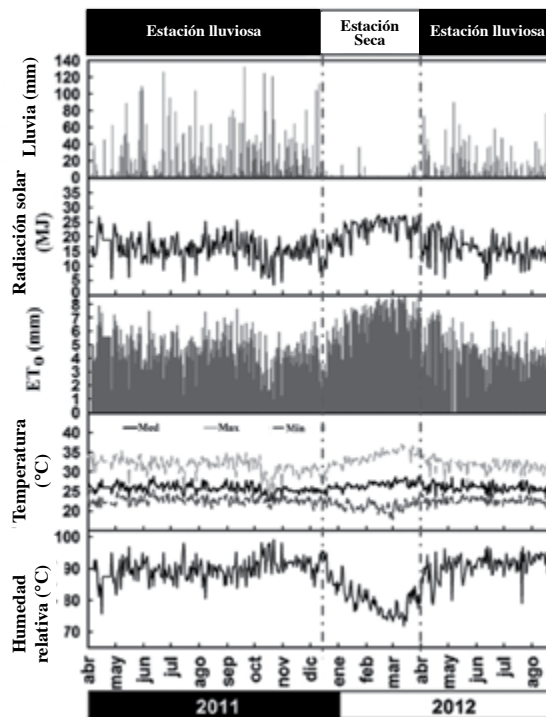 Estación lluviosa
Estación
Seca
Estación lluviosa
Lluvia (mm)
140
120
100
80
60
40
20
0
Radiación solar
(MJ)
35
30
25
20
15
10
5
0
ET0 (mm)
8
7
6
5
4
3
2
1
0
Temperatura
(°C)
Med
Max
Min
40
35
30
25
20
Humedad
relativa (°C)
100
90
80
70
abr
may
jun
jul
ago
sep
oct
nov
dic
ene
feb
mar
abr
may
jun
jul
ago
2011
2012